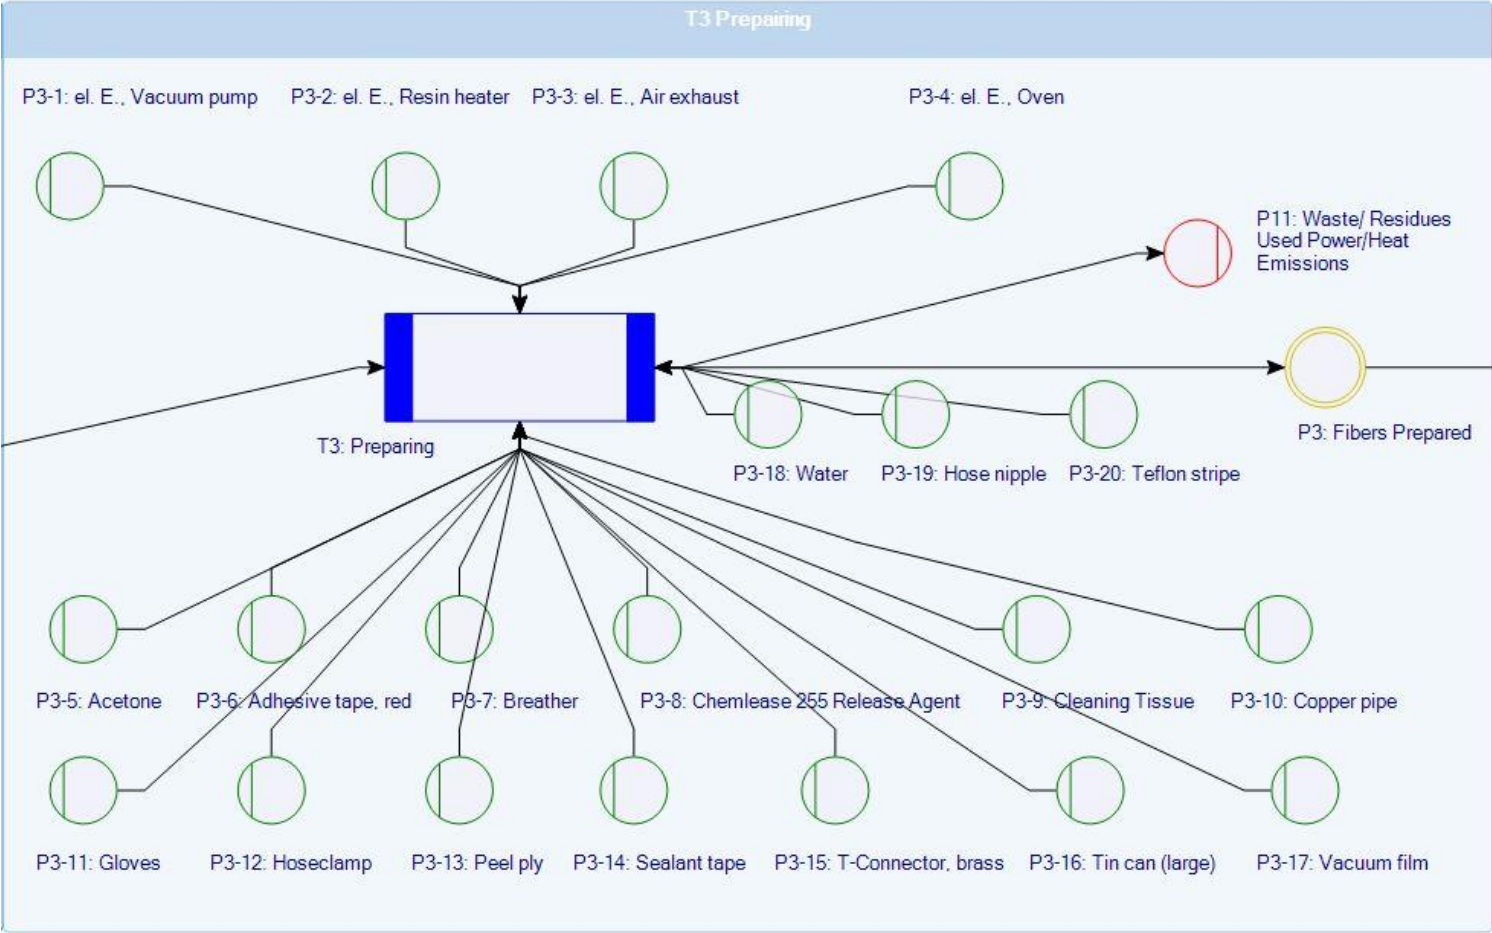 T3 Prepairing
P3-1: el. E., Vacuum pump
P3-2: el. E., Resin heater
P3-3: el. E., Air exhaust
P3-4: el. E., Oven
P11: Waste/ Residues
Used Power/Heat
Emissions
T3: Preparing
P3: Fibers Prepared
P3-18: Water
P3-19: Hose nipple
P3-20: Teflon stripe
P3-5: Acetone
P3-6: Adhesive tape, red
P3-7: Breather
P3-8: Chemlease 255 Release Agent
P3-9: Cleaning Tissue
P3-10: Copper pipe
P3-11: Gloves
P3-12: Hoseclamp
P3-13: Peel ply
P3-14: Sealant tape
P3-15: T-Connector, brass
P3-16: Tin can (large)
P3-17: Vacuum film